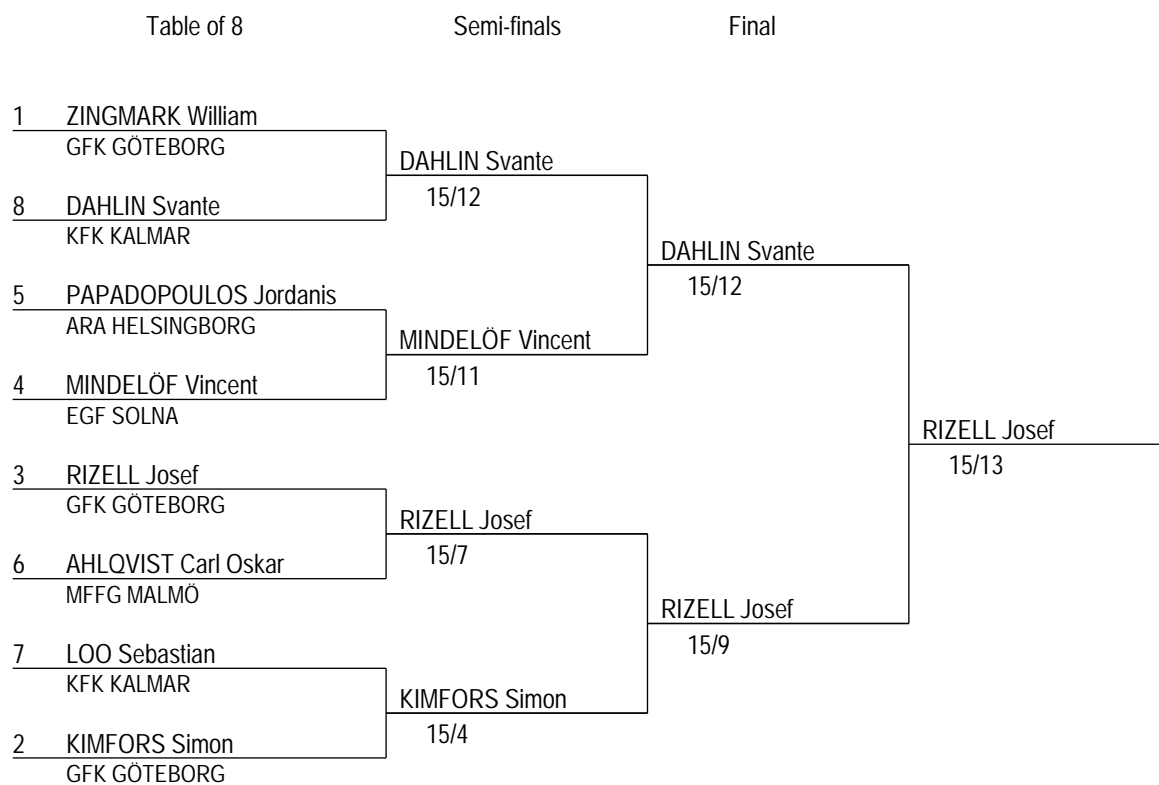 Table of 8 Semi-finals Final
1 ZINGMARK William
GFK GÖTEBORG
DAHLIN Svante
15/12
8 DAHLIN Svante
KFK KALMAR
DAHLIN Svante
15/12
5 PAPADOPOULOS Jordanis
ARA HELSINGBORG
MINDELÖF Vincent
15/11
4 MINDELÖF Vincent
EGF SOLNA
RIZELL Josef
15/13
3 RIZELL Josef
GFK GÖTEBORG
RIZELL Josef
15/7
6 AHLQVIST Carl Oskar
MFFG MALMÖ
RIZELL Josef
15/9
7 LOO Sebastian
KFK KALMAR
KIMFORS Simon
15/4
2 KIMFORS Simon
GFK GÖTEBORG